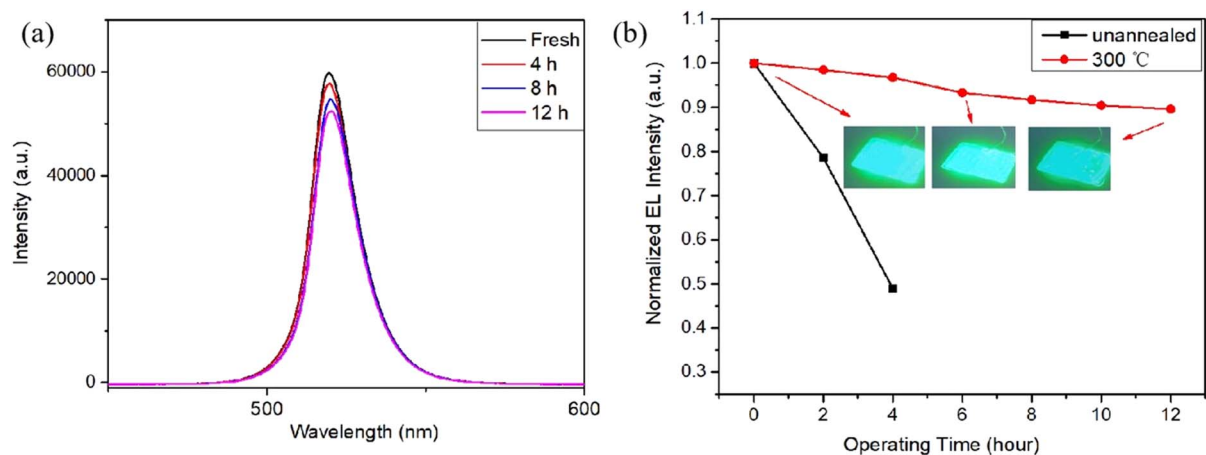 (a)
Fresh
4 h
8 h
12 h
60000
40000
20000
0
Intensity (a.u.)
500
600
Wavelength (nm)
(b)
unannealed
300 ℃
1.0
0.9
0.8
0.7
0.6
0.5
0.4
0.3
Normalized EL Intensity (a.u.)
0 2 4 6 8 10 12
Operating Time (hour)